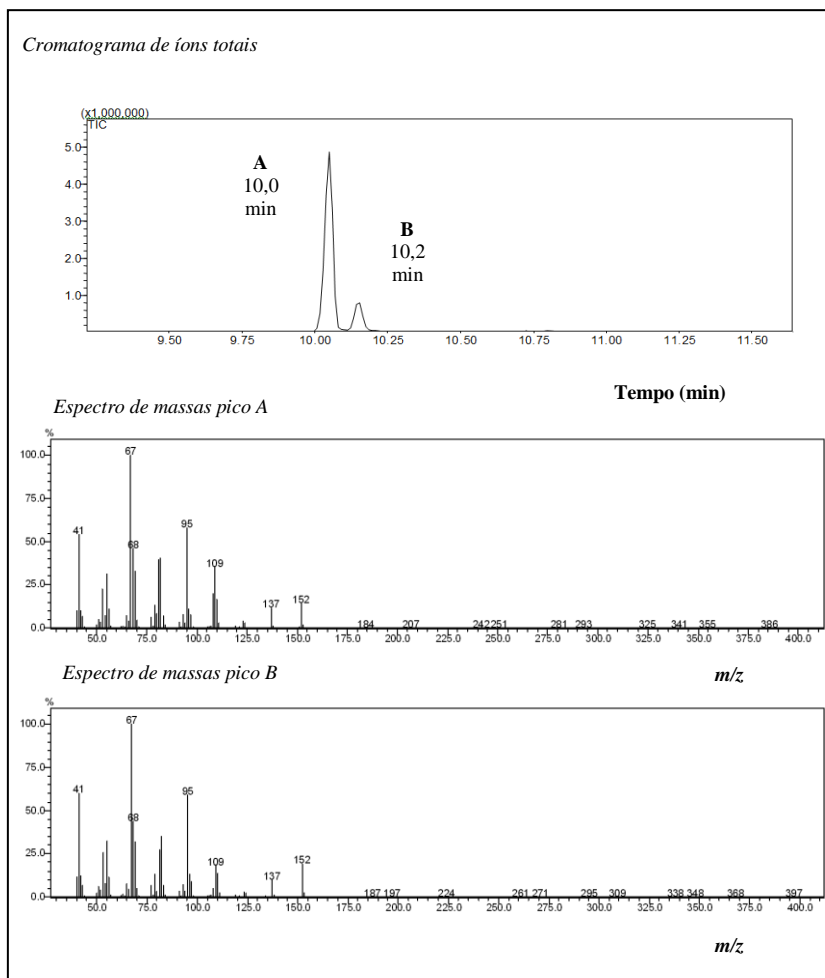 Cromatograma de íons totais
(x1,000,000)
TIC
5.0
4.0
3.0
2.0
1.0
A
10,0
min
B
10,2
min
9.50 9.75 10.00 10.25 10.50 10.75 11.00 11.25 11.50
Tempo (min)
Espectro de massas pico A
%
100.0
75.0
50.0
25.0
0.0
67
41
68
95
109
137
152
184 207 242 251 281 293 325 341 355 386
50.0 75.0 100.0 125.0 150.0 175.0 200.0 225.0 250.0 275.0 300.0 325.0 350.0 375.0 400.0
m/z
Espectro de massas pico B
%
100.0
75.0
50.0
25.0
0.0
67
41
68
95
109
137
152
187 197 224 261 271 295 309 338 348 368 397
50.0 75.0 100.0 125.0 150.0 175.0 200.0 225.0 250.0 275.0 300.0 325.0 350.0 375.0 400.0
m/z